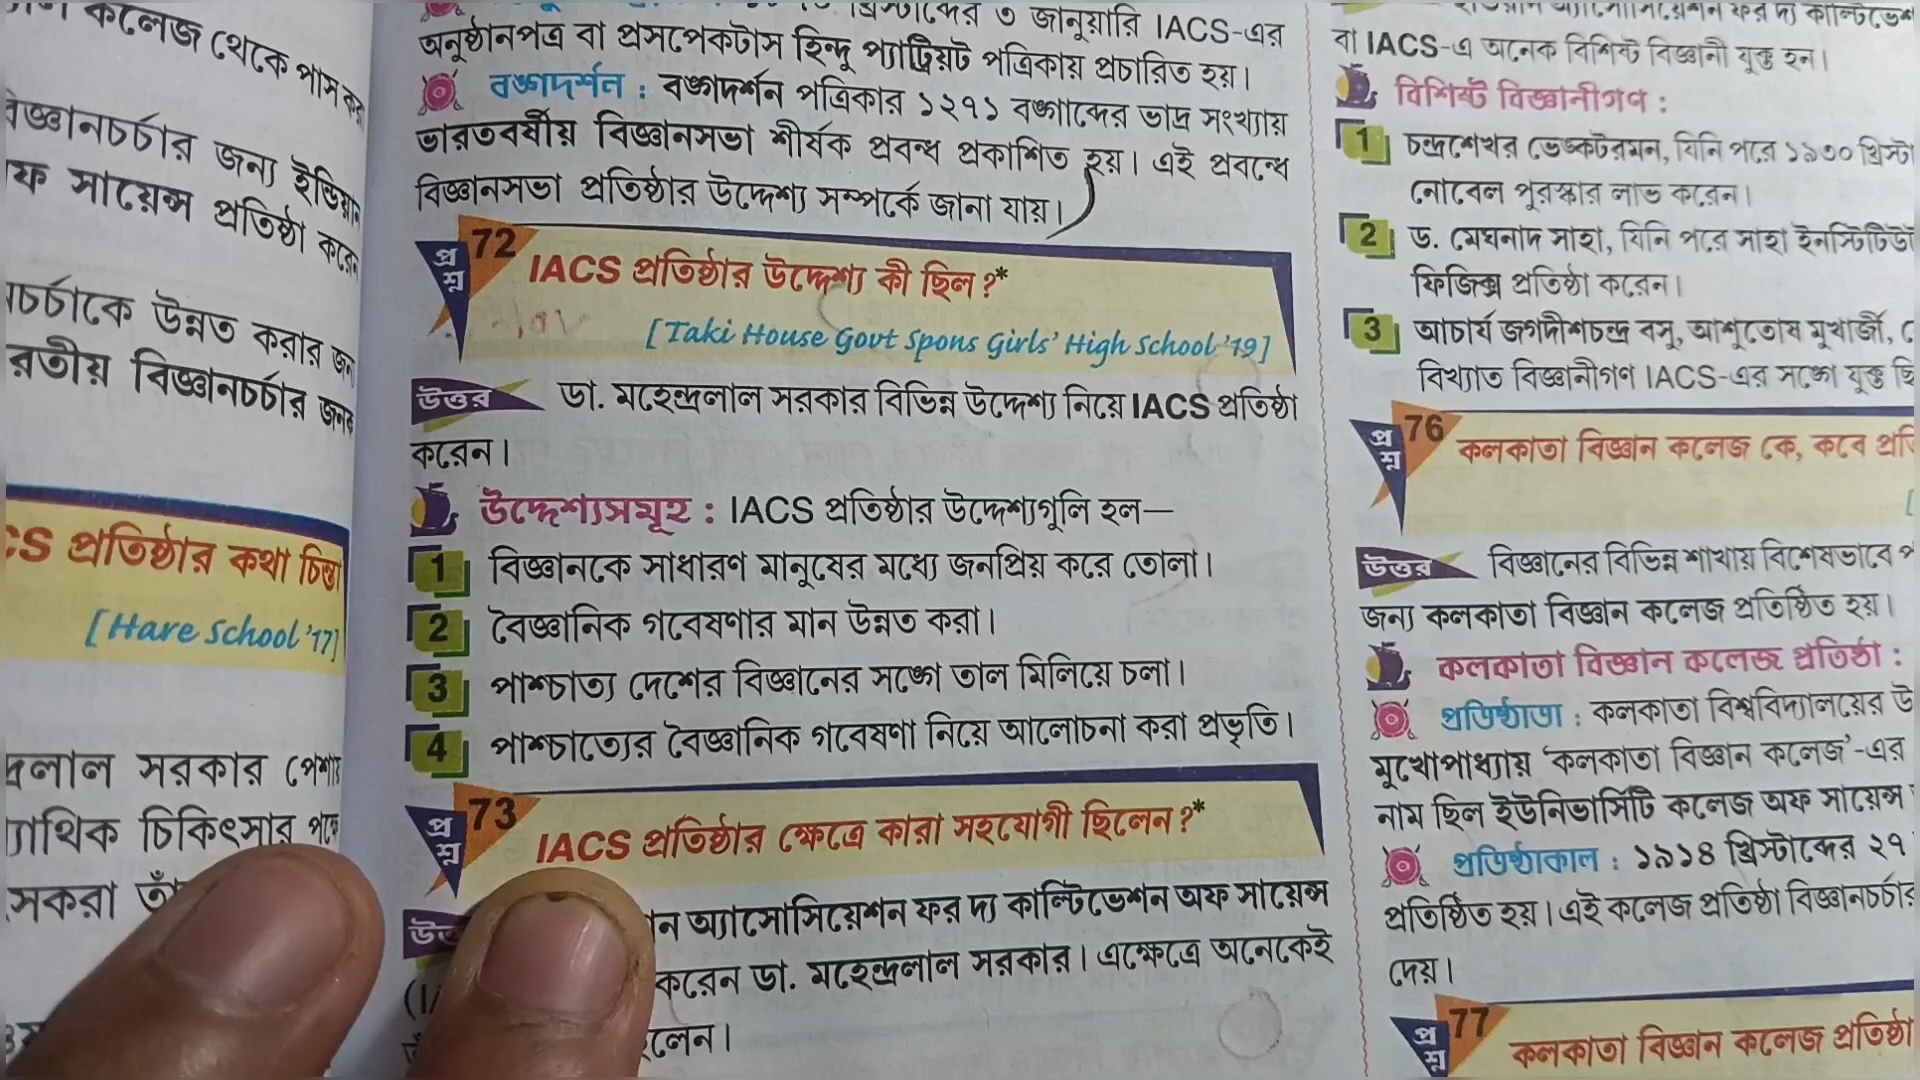 কলেজ থেকে পাস
বিজ্ঞানচর্চার জন্য ইন্ডিয়ান
সায়েন্স প্রতিষ্ঠা করেন
উন্নত করার
বিজ্ঞানচর্চার
প্রতিষ্ঠার কথা
[Hare School '17]
সরকার
চিকিৎসার
৩ জানুয়ারি IACS-এর
অনুষ্ঠানপত্র বা প্রসপেকটাস হিন্দু প্যাট্রিয়ট পত্রিকায় প্রচারিত হয়।
বঙ্গদর্শন : বঙ্গদর্শন পত্রিকার ১২৭১ বঙ্গাব্দের ভাদ্র সংখ্যায়
ভারতবর্ষীয় বিজ্ঞানসভা শীর্ষক প্রবন্ধ প্রকাশিত হয়। এই প্রবন্ধে
বিজ্ঞানসভা প্রতিষ্ঠার উদ্দেশ্য সম্পর্কে জানা যায়।
প্রশ্ন 72 IACS প্রতিষ্ঠার উদ্দেশ্য কী ছিল ?*
[Taki House Govt Spons Girls' High School '19]
উত্তর ডা. মহেন্দ্রলাল সরকার বিভিন্ন উদ্দেশ্য নিয়ে IACS প্রতিষ্ঠা
করেন।
উদ্দেশ্যসমূহ : IACS প্রতিষ্ঠার উদ্দেশ্যগুলি হল—
1 বিজ্ঞানকে সাধারণ মানুষের মধ্যে জনপ্রিয় করে তোলা।
2 বৈজ্ঞানিক গবেষণার মান উন্নত করা।
3 পাশ্চাত্য দেশের বিজ্ঞানের সঙ্গে তাল মিলিয়ে চলা।
4 পাশ্চাত্যের বৈজ্ঞানিক গবেষণা নিয়ে আলোচনা করা প্রভৃতি।
প্রশ্ন 73 IACS প্রতিষ্ঠার ক্ষেত্রে কারা সহযোগী ছিলেন ?*
অ্যাসোসিয়েশন ফর দ্য কাল্টিভেশন অফ সায়েন্স
করেন ডা. মহেন্দ্রলাল সরকার। এক্ষেত্রে অনেকেই
বা IACS-এ অনেক বিশিষ্ট বিজ্ঞানী যুক্ত হন।
বিশিষ্ট বিজ্ঞানীগণ :
1 চন্দ্রশেখর ভেঙ্কটরমন, যিনি পরে ১৯৩০
নোবেল পুরস্কার লাভ করেন।
2 ড. মেঘনাদ সাহা, যিনি পরে সাহা
ফিজিক্স প্রতিষ্ঠা করেন।
3 আচার্য জগদীশচন্দ্র বসু, আশুতোষ মুখার্জী,
বিখ্যাত বিজ্ঞানীগণ IACS-এর সঙ্গে যুক্ত
প্রশ্ন 76 কলকাতা বিজ্ঞান কলেজ কে, কবে
উত্তর বিজ্ঞানের বিভিন্ন শাখায় বিশেষভাবে
জন্য কলকাতা বিজ্ঞান কলেজ প্রতিষ্ঠিত হয়।
কলকাতা বিজ্ঞান কলেজ প্রতিষ্ঠা :
প্রতিষ্ঠাতা : কলকাতা বিশ্ববিদ্যালয়ের
মুখোপাধ্যায় ‘কলকাতা বিজ্ঞান কলেজ’-এর
নাম ছিল ইউনিভার্সিটি কলেজ অফ সায়েন্স
প্রতিষ্ঠাকাল : ১৯১৪ খ্রিস্টাব্দের ২৭
প্রতিষ্ঠিত হয়। এই কলেজ প্রতিষ্ঠা বিজ্ঞানচর্চার
দেয়।
প্রশ্ন 77 কলকাতা বিজ্ঞান কলেজ প্রতিষ্ঠা